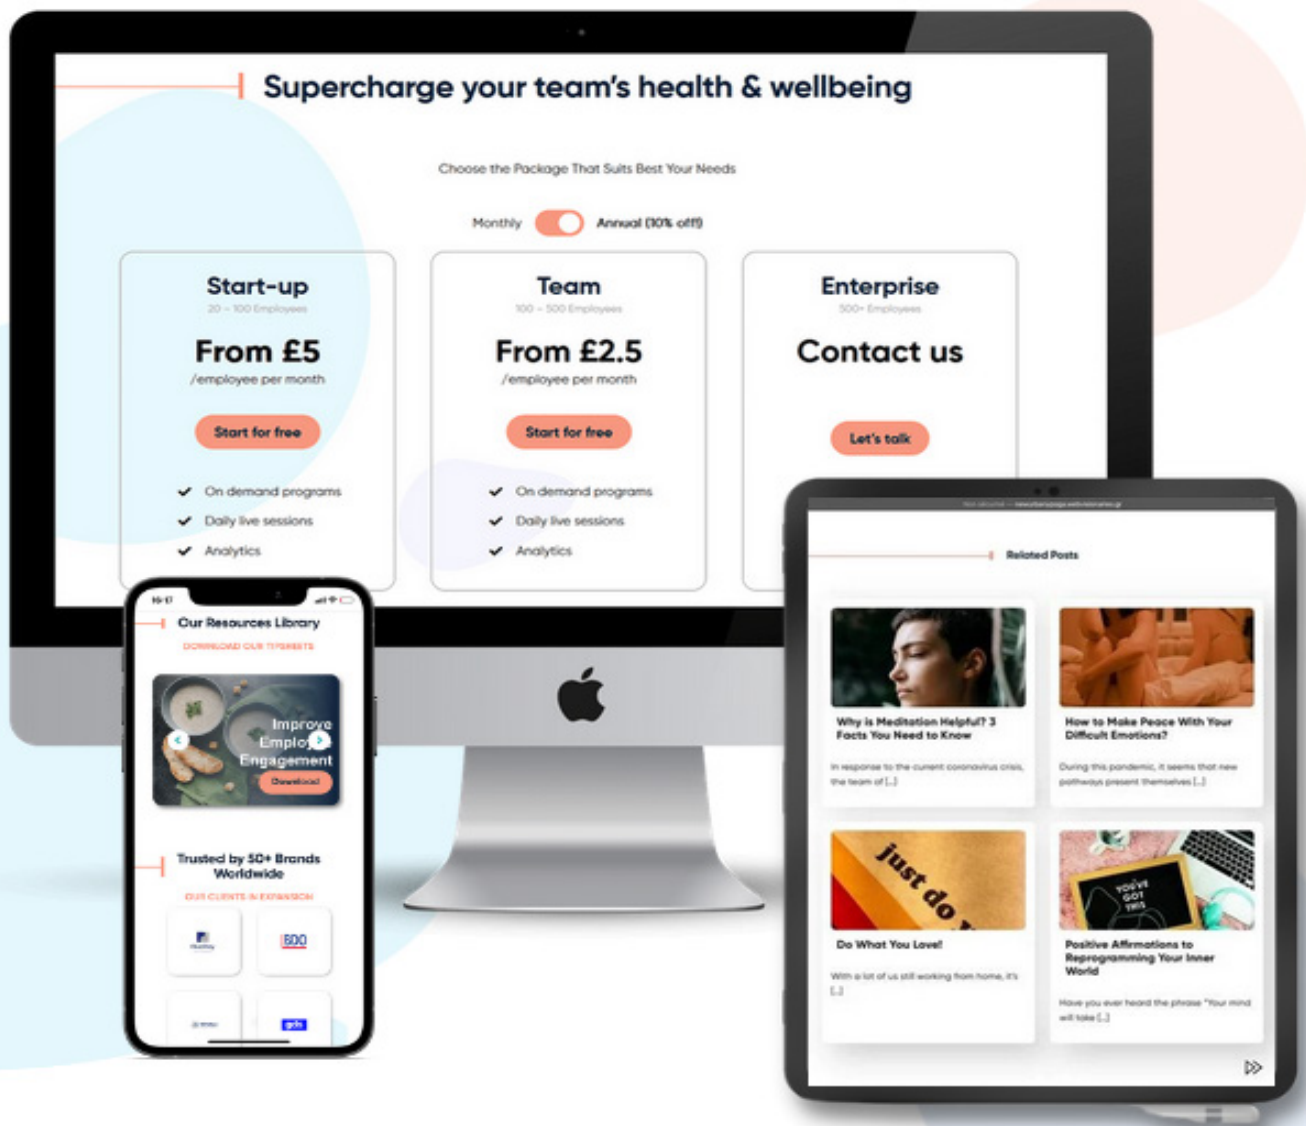 Supercharge your team's health & wellbeing
Choose the Package That Suits Best Your Needs
Monthly
Annual (10% off!)
Start-up
20 – 100 Employees
From £5
/employee per month
Start for free
On demand programs
Daily live sessions
Analytics
Team
100 – 500 Employees
From £2.5
/employee per month
Start for free
On demand programs
Daily live sessions
Analytics
Enterprise
500+ Employees
Contact us
Let's talk
16:17
Our Resources Library
DOWNLOAD OUR TIPSHEETS
Improve
Employee
Engagement
Download
Trusted by 50+ Brands
Worldwide
OUR CLIENTS IN EXPANSION
BDO
Related Posts
Why is Meditation Helpful? 3
Facts You Need to Know
In response to the current coronavirus crisis,
the team of [...]
How to Make Peace With Your
Difficult Emotions?
During this pandemic, it seems that new
pathways present themselves [...]
just do
Do What You Love!
With a lot of us still working from home, it's
[...]
YOU'VE
GOT
THIS
Positive Affirmations to
Reprogramming Your Inner
World
Have you ever heard the phrase "Your mind
will take [...]